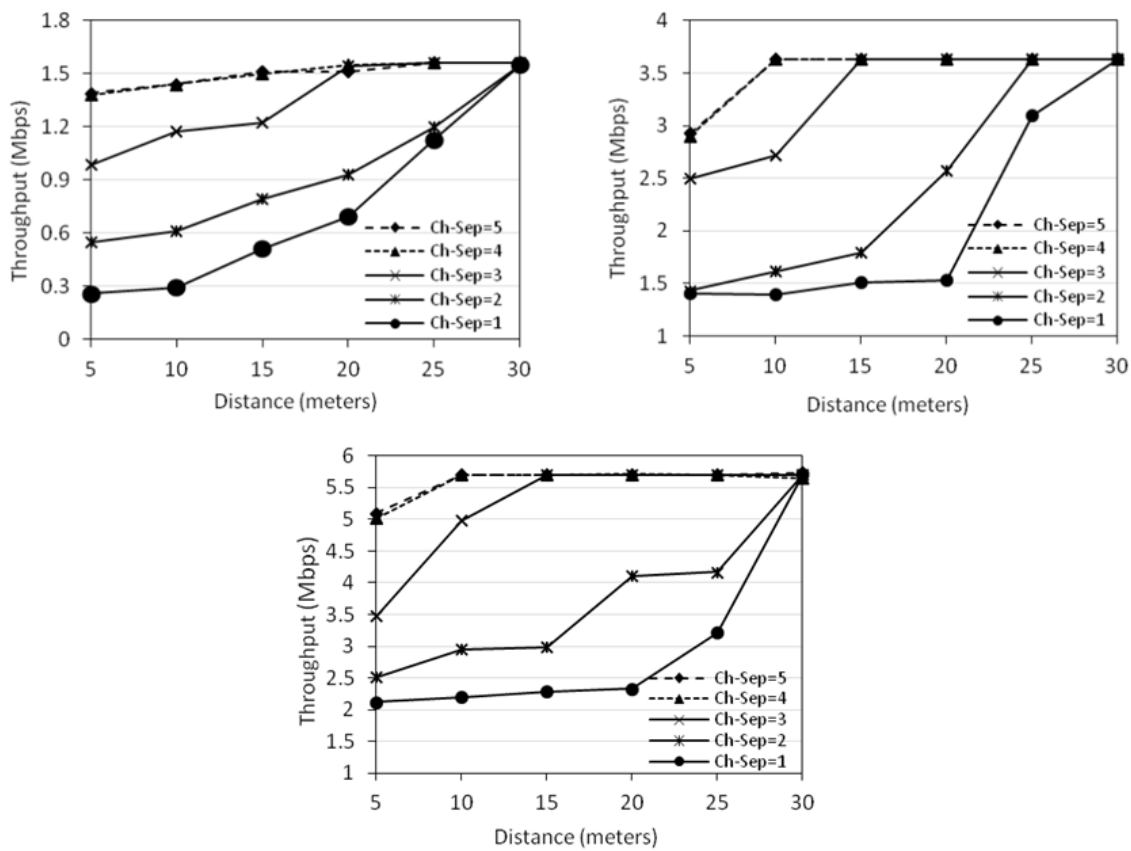 1.8
1.5
1.2
0.9
0.6
0.3
0
Throughput (Mbps)
Ch-Sep=5
Ch-Sep=4
Ch-Sep=3
Ch-Sep=2
Ch-Sep=1
5 10 15 20 25 30
Distance (meters)
4
3.5
3
2.5
2
1.5
1
Throughput (Mbps)
Ch-Sep=5
Ch-Sep=4
Ch-Sep=3
Ch-Sep=2
Ch-Sep=1
5 10 15 20 25 30
Distance (meters)
6
5.5
5
4.5
4
3.5
3
2.5
2
1.5
1
Throughput (Mbps)
Ch-Sep=5
Ch-Sep=4
Ch-Sep=3
Ch-Sep=2
Ch-Sep=1
5 10 15 20 25 30
Distance (meters)